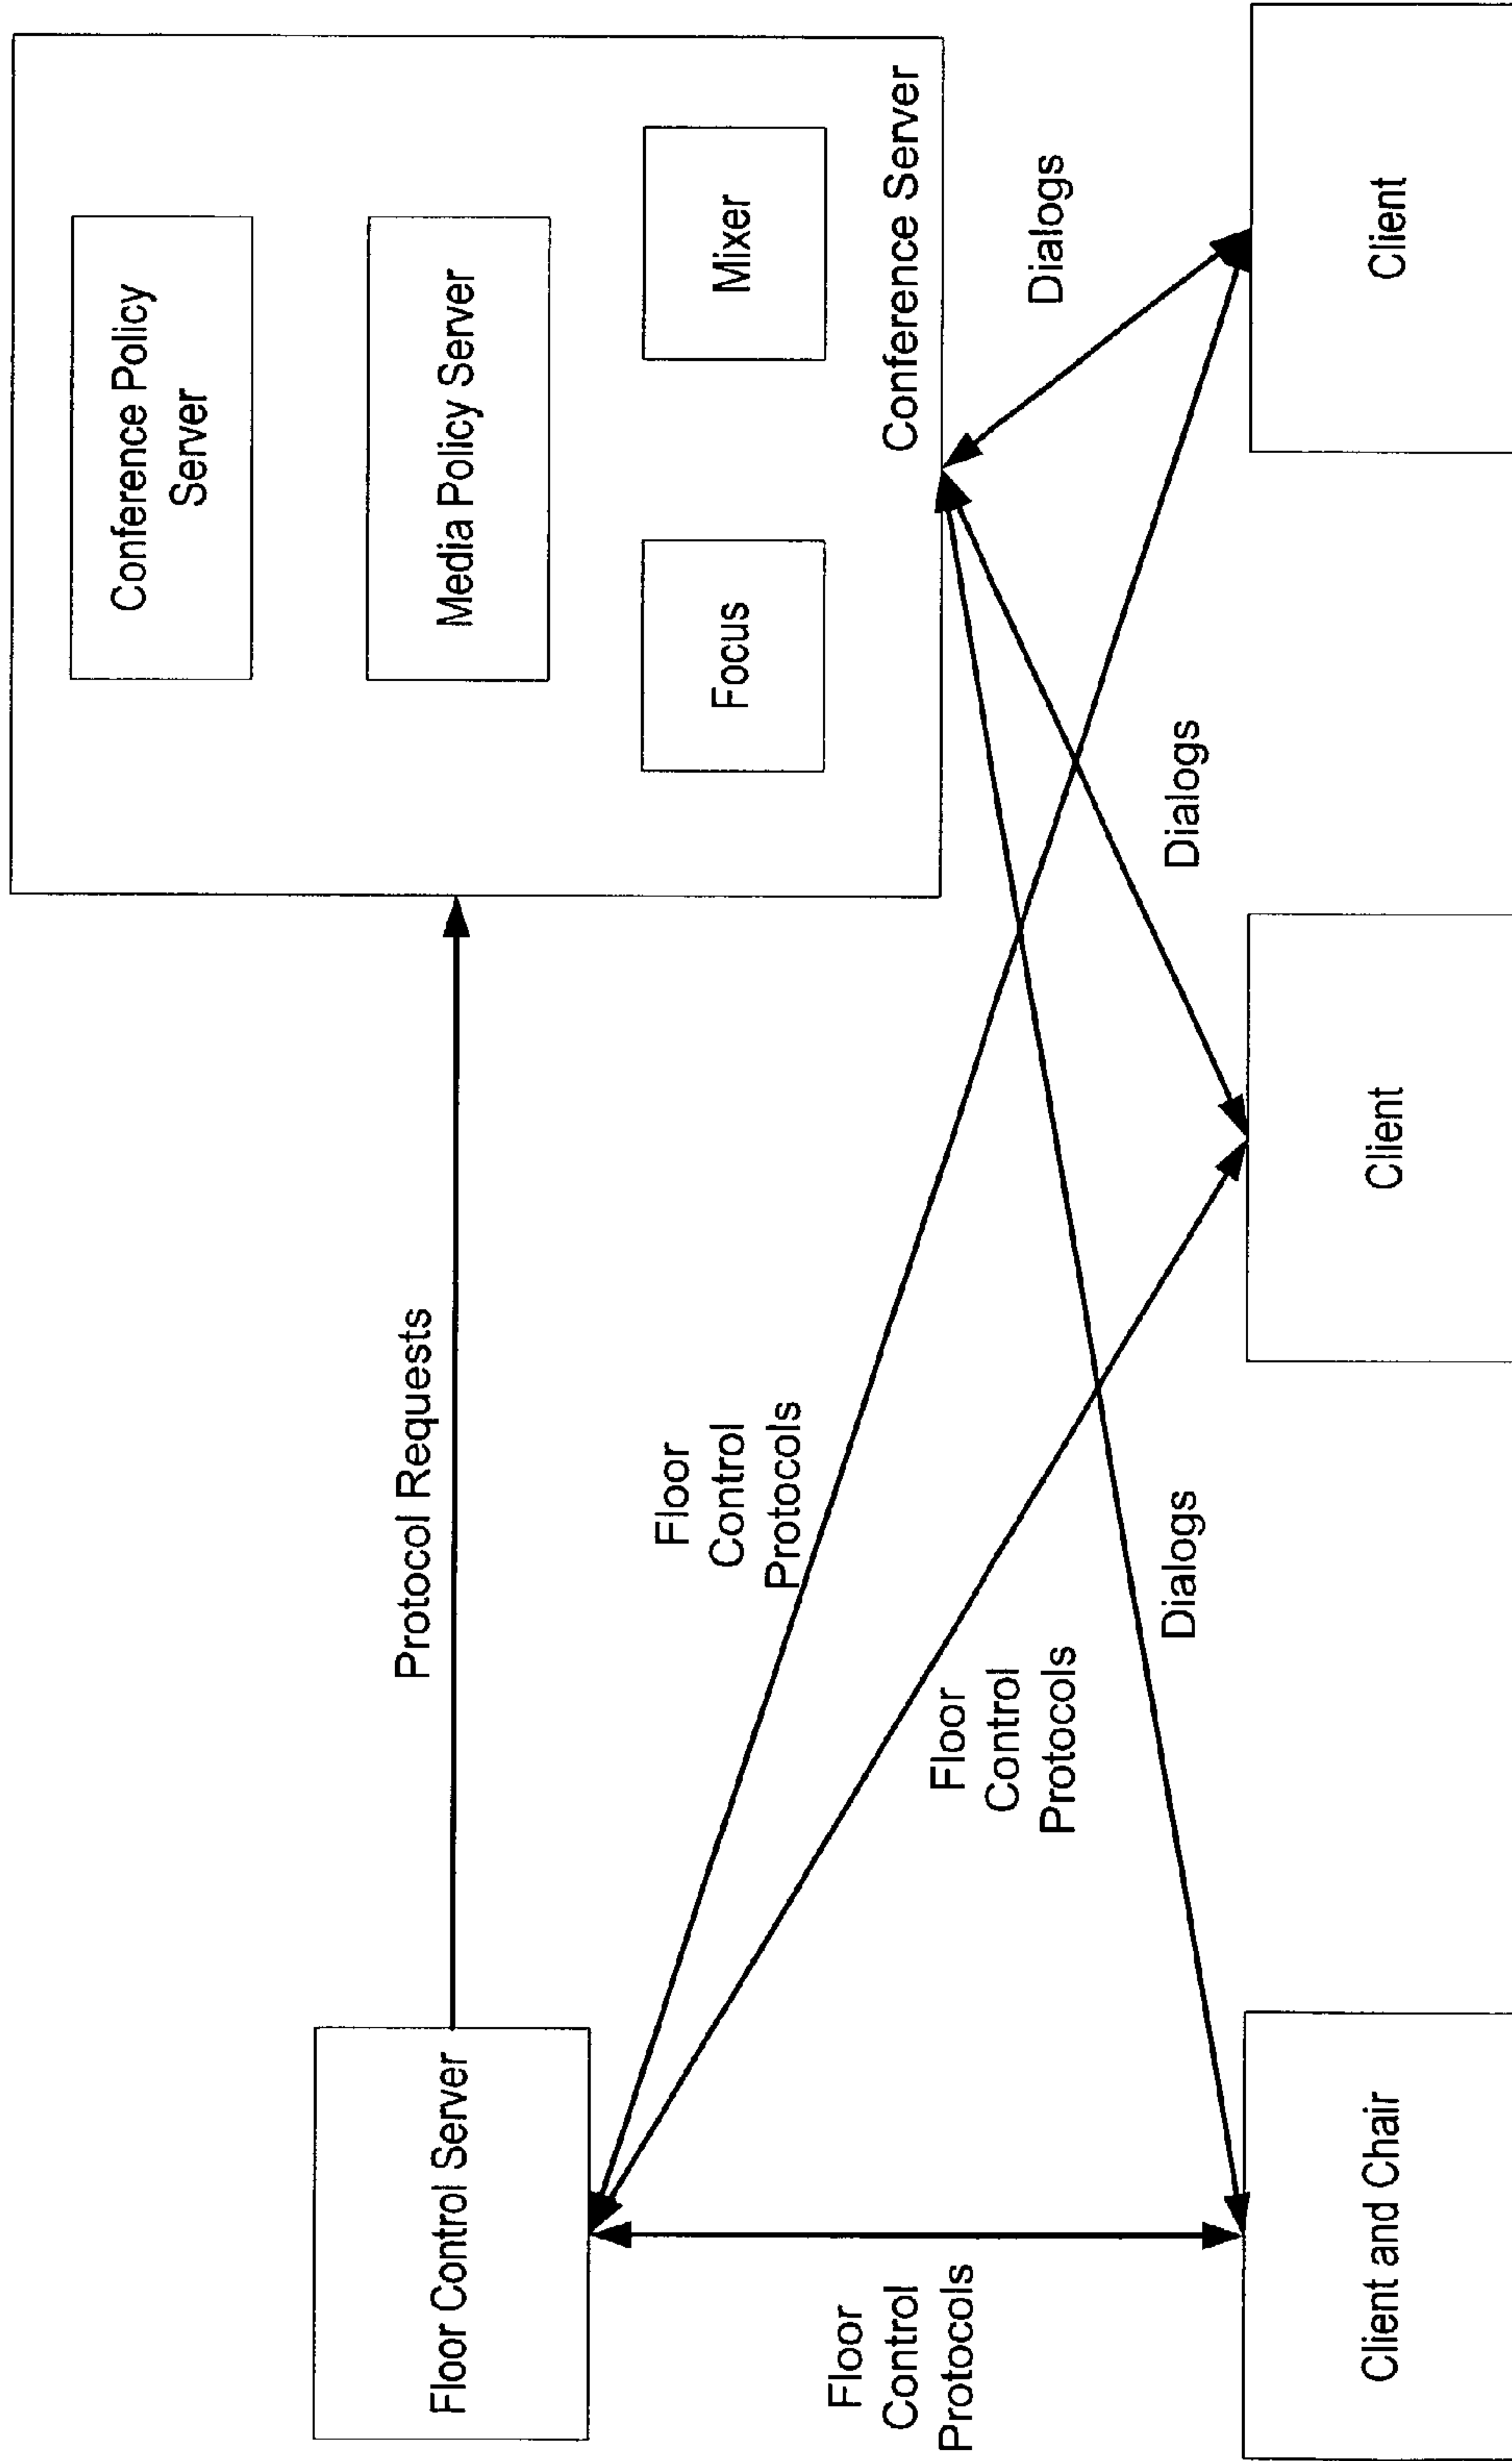 Conference Policy
Server
Media Policy Server
Focus
Mixer
Conference Server
Floor Control Server
Protocol Requests
Floor
Control
Protocols
Floor
Control
Protocols
Floor
Control
Protocols
Dialogs
Dialogs
Dialogs
Client and Chair
Client
Client